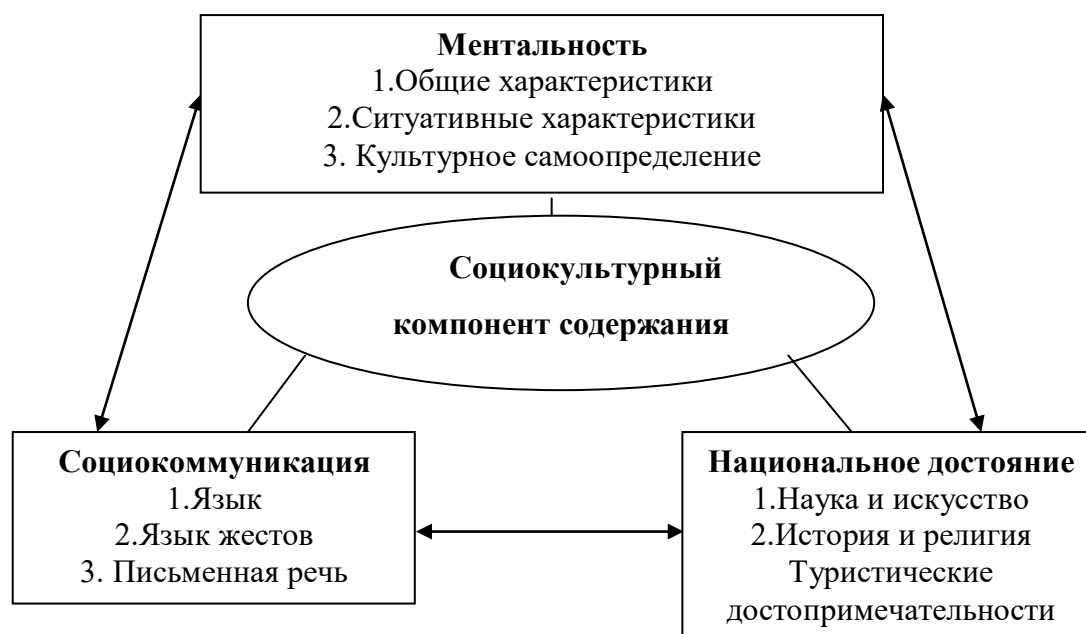 Ментальность
1.Общие характеристики
2.Ситуативные характеристики
3. Культурное самоопределение
Социокультурный
компонент содержания
Социокоммуникация
1.Язык
2.Язык жестов
3. Письменная речь
Национальное достояние
1.Наука и искусство
2.История и религия
Туристические
достопримечательности